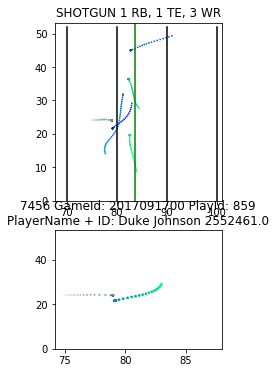 SHOTGUN 1 RB, 1 TE, 3 WR
50
40
30
20
10
0
70 80 90 100
7456 GameId: 2017091700 PlayId: 859
PlayerName + ID: Duke Johnson 2552461.0
40
20
0
75 80 85